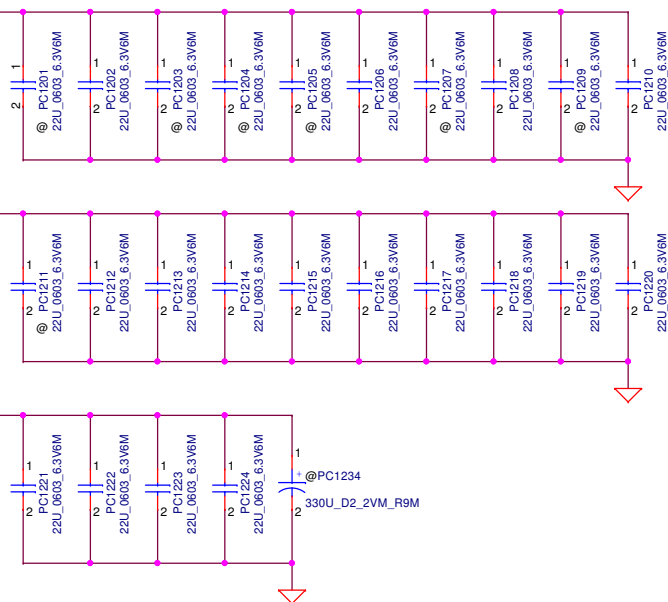 1
2
@ PC1201
22U_0603_6.3V6M
1
2
PC1202
22U_0603_6.3V6M
1
2
@ PC1203
22U_0603_6.3V6M
1
2
@ PC1204
22U_0603_6.3V6M
1
2
@ PC1205
22U_0603_6.3V6M
1
2
PC1206
22U_0603_6.3V6M
1
2
@ PC1207
22U_0603_6.3V6M
1
2
PC1208
22U_0603_6.3V6M
1
2
@ PC1209
22U_0603_6.3V6M
1
2
PC1210
22U_0603_6.3V6M
1
2
@ PC1211
22U_0603_6.3V6M
1
2
PC1212
22U_0603_6.3V6M
1
2
PC1213
22U_0603_6.3V6M
1
2
PC1214
22U_0603_6.3V6M
1
2
PC1215
22U_0603_6.3V6M
1
2
PC1216
22U_0603_6.3V6M
1
2
PC1217
22U_0603_6.3V6M
1
2
PC1218
22U_0603_6.3V6M
1
2
PC1219
22U_0603_6.3V6M
1
2
PC1220
22U_0603_6.3V6M
1
2
PC1221
22U_0603_6.3V6M
1
2
PC1222
22U_0603_6.3V6M
1
2
PC1223
22U_0603_6.3V6M
1
2
PC1224
22U_0603_6.3V6M
1
+ @PC1234
330U_D2_2VM_R9M
2